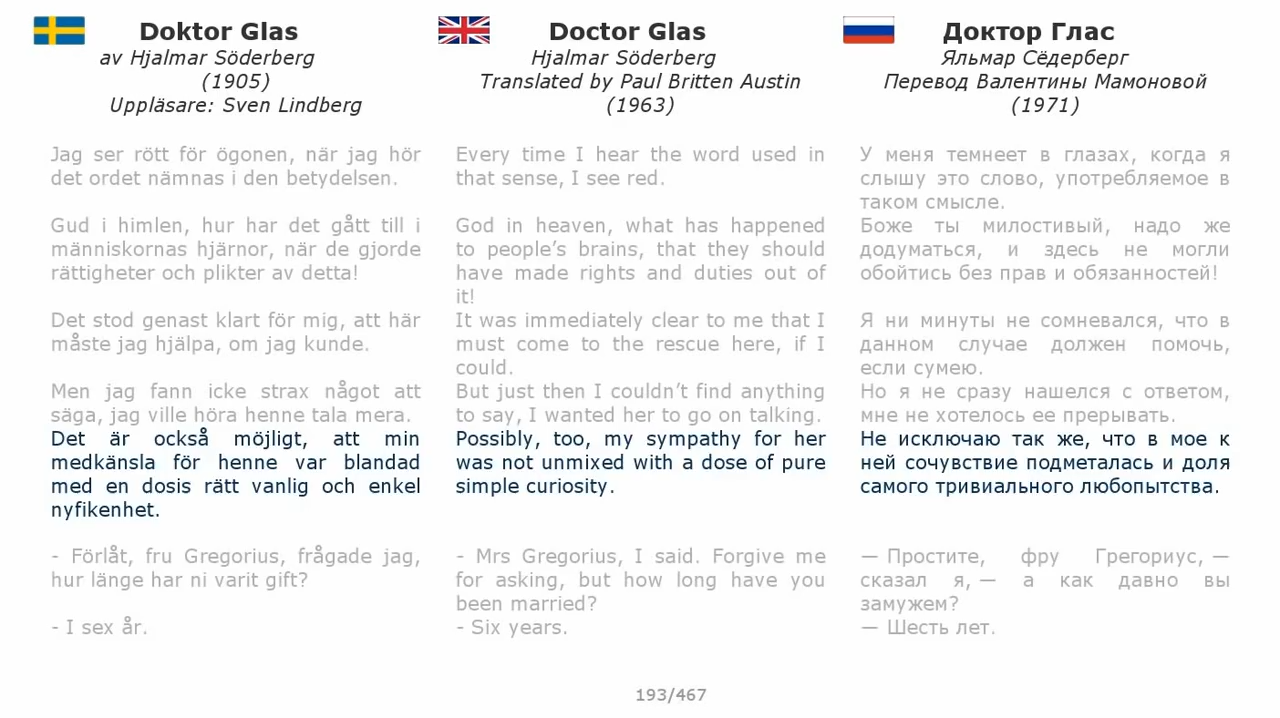 Doktor Glas
av Hjalmar Söderberg
(1905)
Uppläsare: Sven Lindberg
Jag ser rött för ögonen, när jag hör
det ordet nämnas i den betydelsen.
Gud i himlen, hur har det gått till i
människornas hjärnor, när de gjorde
rättigheter och plikter av detta!
Det stod genast klart för mig, att här
måste jag hjälpa, om jag kunde.
Men jag fann icke strax något att
säga, jag ville höra henne tala mera.
Det är också möjligt, att min
medkänsla för henne var blandad
med en dosis rätt vanlig och enkel
nyfikenhet.
- Förlåt, fru Gregorius, frågade jag,
hur länge har ni varit gift?
- I sex år.
Doctor Glas
Hjalmar Söderberg
Translated by Paul Britten Austin
(1963)
Every time I hear the word used in
that sense, I see red.
God in heaven, what has happened
to people’s brains, that they should
have made rights and duties out of
it!
It was immediately clear to me that I
must come to the rescue here, if I
could.
But just then I couldn’t find anything
to say, I wanted her to go on talking.
Possibly, too, my sympathy for her
was not unmixed with a dose of pure
simple curiosity.
- Mrs Gregorius, I said. Forgive me
for asking, but how long have you
been married?
- Six years.
Доктор Глас
Яльмар Сёдерберг
Перевод Валентины Мамоновой
(1971)
У меня темнеет в глазах, когда я
слышу это слово, употребляемое в
таком смысле.
Боже ты милостивый, надо же
додуматься, и здесь не могли
обойтись без прав и обязанностей!
Я ни минуты не сомневался, что в
данном случае должен помочь,
если сумею.
Но я не сразу нашелся с ответом,
мне не хотелось ее прерывать.
Не исключаю так же, что в мое к
ней сочувствие подметалась и доля
самого тривиального любопытства.
— Простите, фру Грегориус, —
сказал я, — а как давно вы
замужем?
— Шесть лет.
193/467